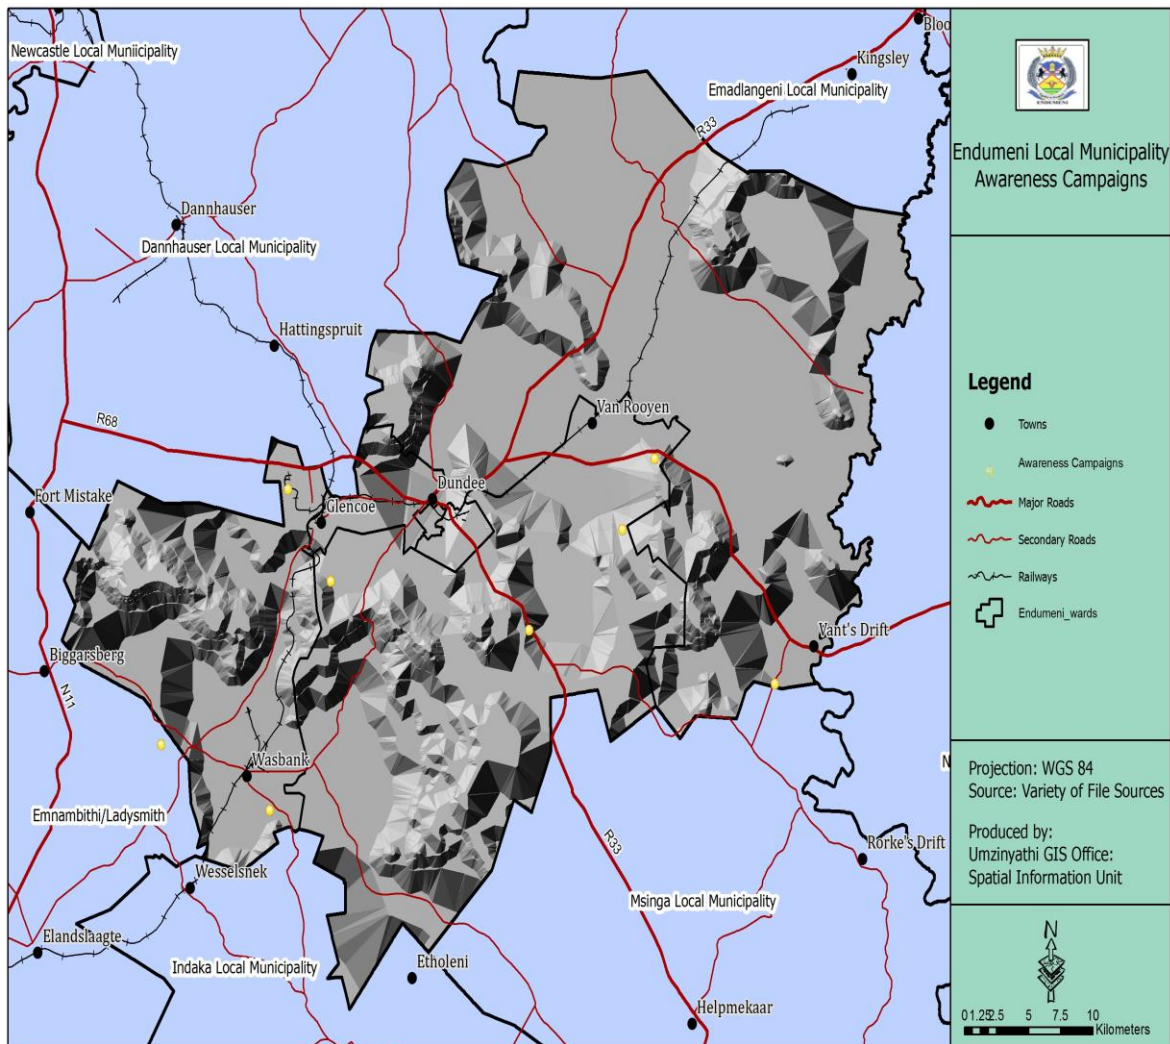 Newcastle Local Muniicipality
Kingsley
Emadlangeni Local Municipality
R33
Dannhauser
Dannhauser Local Municipality
Hattingspruit
Van Rooyen
R68
Dundee
Fort Mistake
Glencoe
Vant's Drift
Biggarsberg
N11
Wasbank
Emnambithi/Ladysmith
R33
Rorke's Drift
Wesselsnek
Msinga Local Municipality
Elandslaagte
Indaka Local Municipality
Etholeni
Helpmekaar
ENDUMENI
Endumeni Local Municipality
Awareness Campaigns
Legend
Towns
Awareness Campaigns
Major Roads
Secondary Roads
Railways
Endumeni_wards
Projection: WGS 84
Source: Variety of File Sources
Produced by:
Umzinyathi GIS Office:
Spatial Information Unit
N
0 1.25 2.5 5 7.5 10
Kilometers